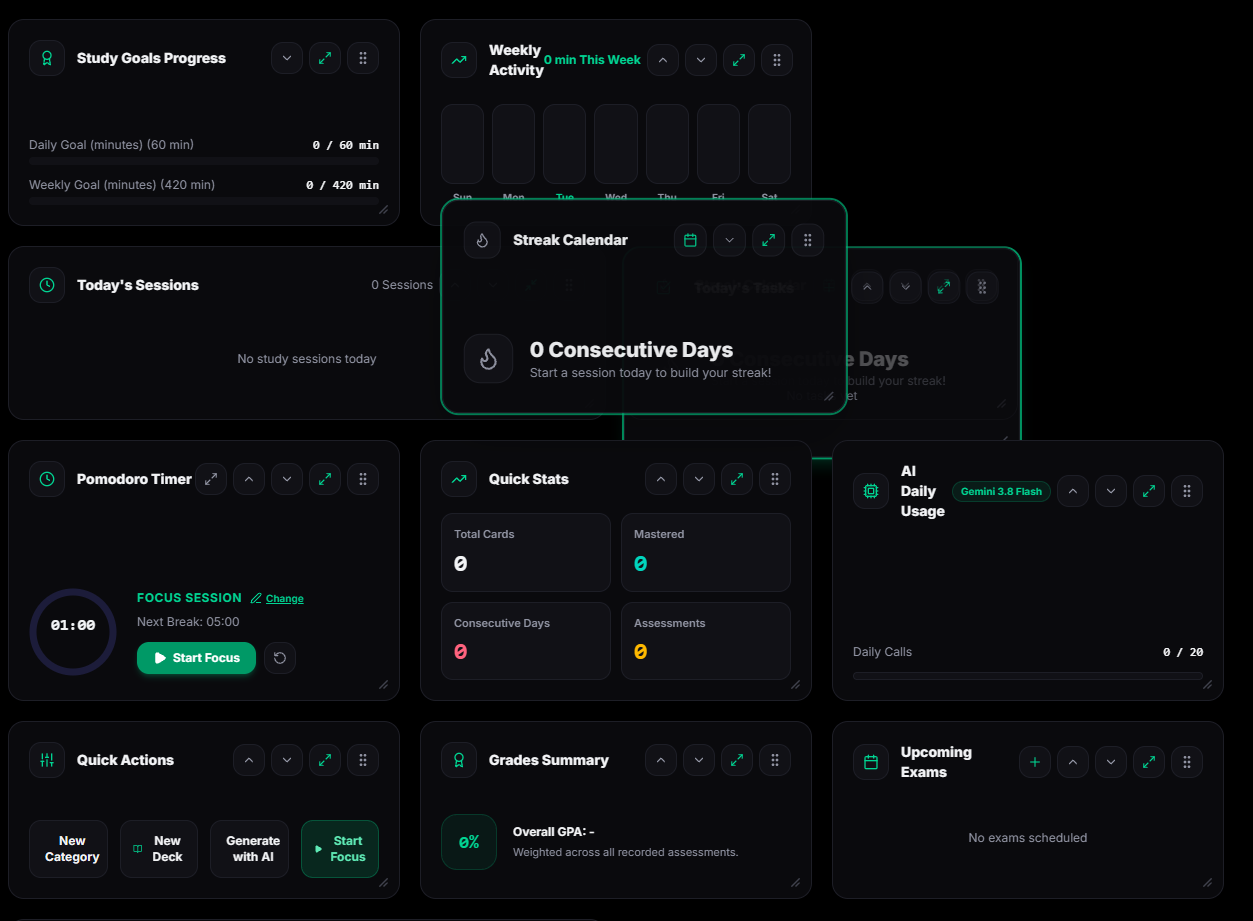 Study Goals Progress
Daily Goal (minutes) (60 min)
0 / 60 min
Weekly Goal (minutes) (420 min)
0 / 420 min
Weekly
Activity
0 min This Week
Sun
Mon
Tue
Wed
Thu
Fri
Sat
Today's Sessions
0 Sessions
No study sessions today
Streak Calendar
0 Consecutive Days
Start a session today to build your streak!
Today's Tasks
Consecutive Days
build your streak!
Pomodoro Timer
01:00
FOCUS SESSION
Change
Next Break: 05:00
Start Focus
Quick Stats
Total Cards
0
Mastered
0
Consecutive Days
0
Assessments
0
AI
Daily
Usage
Gemini 3.8 Flash
Daily Calls
0 / 20
Quick Actions
New
Category
New
Deck
Generate
with AI
Start
Focus
Grades Summary
0%
Overall GPA: -
Weighted across all recorded assessments.
Upcoming
Exams
No exams scheduled